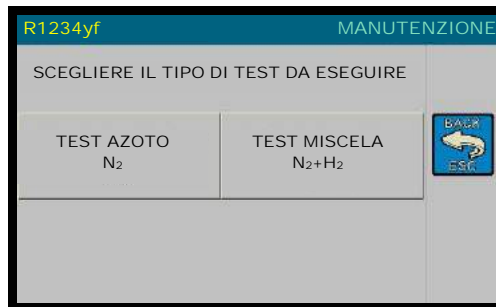 R1234yf MANUTENZIONE
SCEGLIERE IL TIPO DI TEST DA ESEGUIRE
TEST AZOTO
N₂
TEST MISCELA
N₂+H₂
BACK
ESC